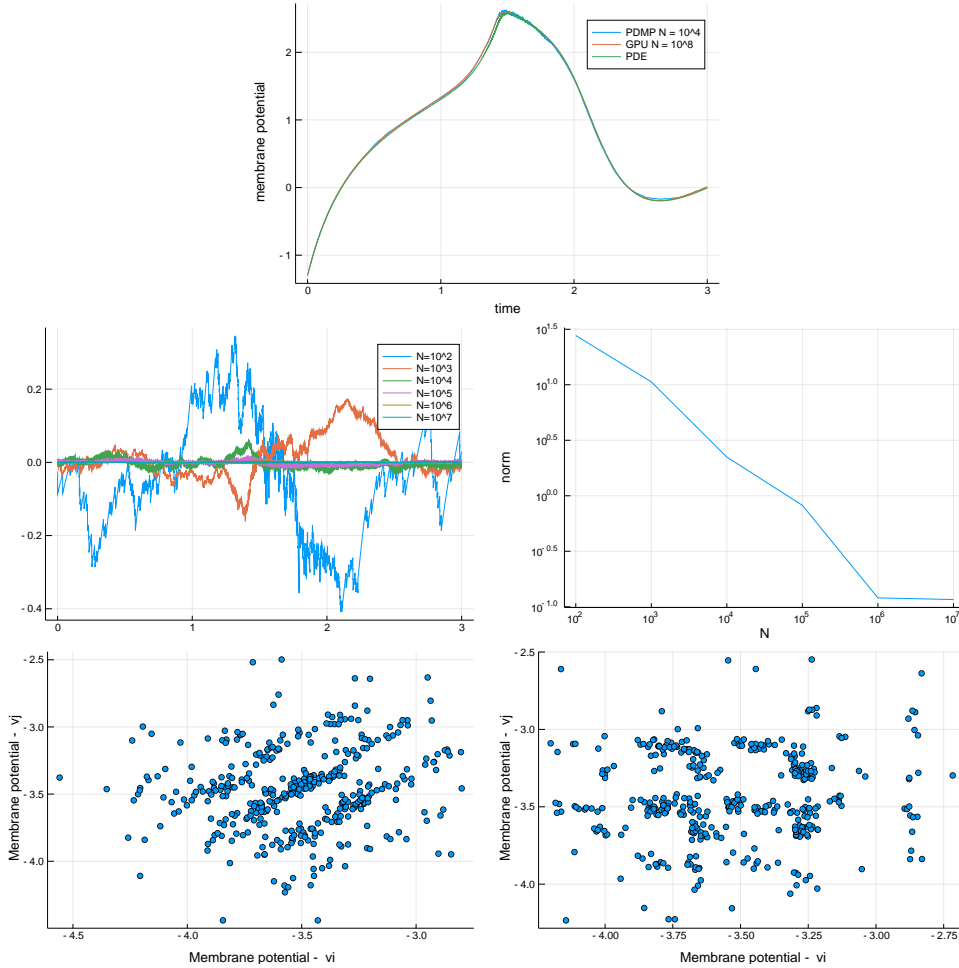 PDMP N = 10^4
GPU N = 10^8
PDE
2
1
0
- 1
membrane potential
0
1
2
3
time
N=10^2
N=10^3
N=10^4
N=10^5
N=10^6
N=10^7
0.2
0.0
- 0.2
- 0.4
0
1
2
3
10^1.5
10^1.0
10^0.5
10^0.0
10^-0.5
10^-1.0
norm
10^2
10^3
10^4
10^5
10^6
10^7
N
- 2.5
- 3.0
- 3.5
- 4.0
Membrane potential - vj
- 4.5
- 4.0
- 3.5
- 3.0
Membrane potential - vi
- 2.5
- 3.0
- 3.5
- 4.0
Membrane potential - vj
- 4.00
- 3.75
- 3.50
- 3.25
- 3.00
- 2.75
Membrane potential - vi